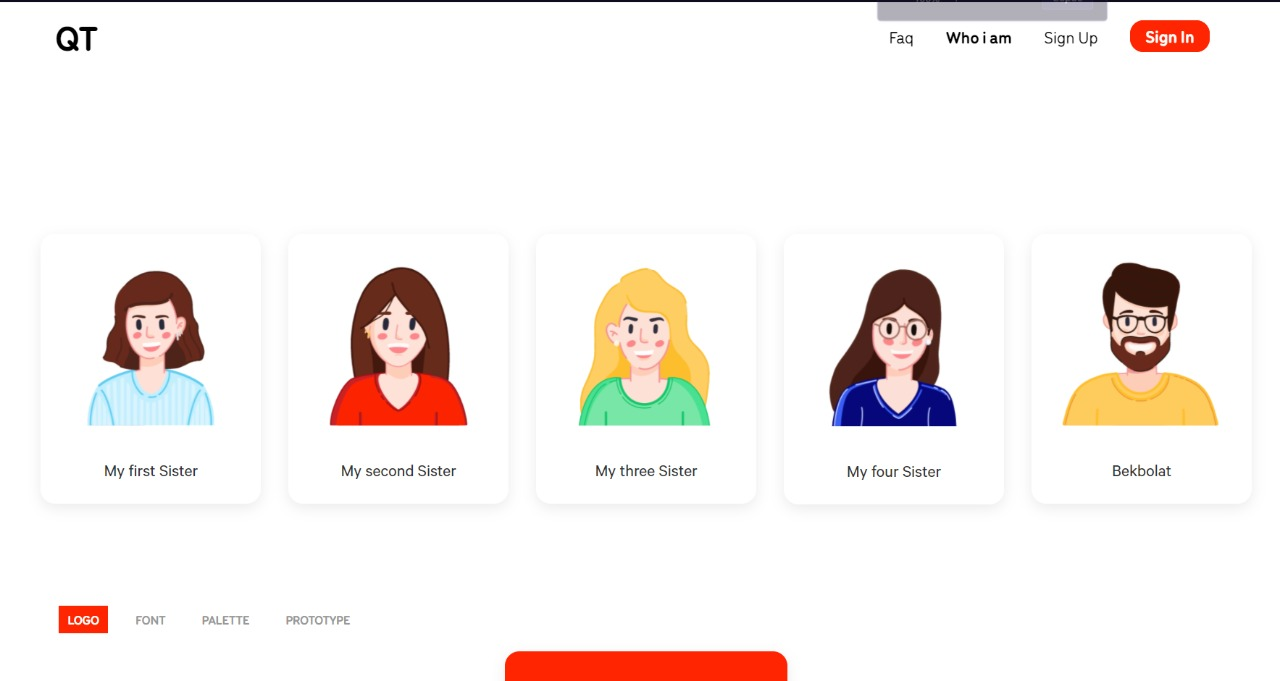 QT
Faq Who i am Sign Up Sign In
My first Sister My second Sister My three Sister My four Sister Bekbolat
LOGO FONT PALETTE PROTOTYPE